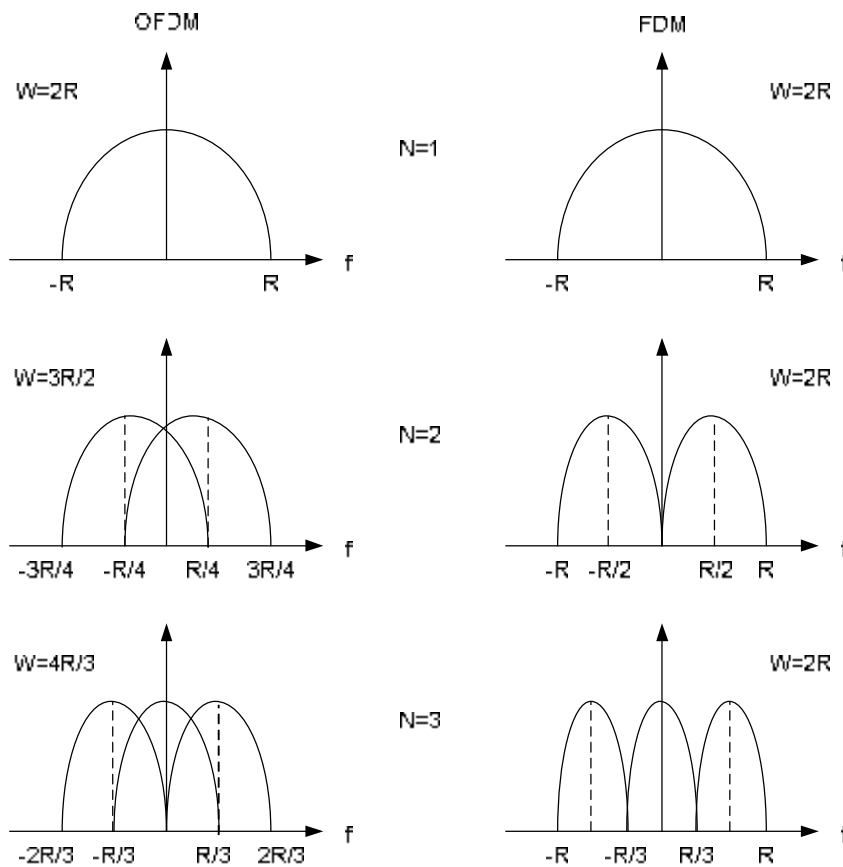 OFDM FDM
W=2R W=2R
N=1
f f
-R R -R R
W=3R/2 W=2R
N=2
f f
-3R/4 -R/4 R/4 3R/4 -R -R/2 R/2 R
W=4R/3 W=2R
N=3
f f
-2R/3 -R/3 R/3 2R/3 -R -R/3 R/3 R